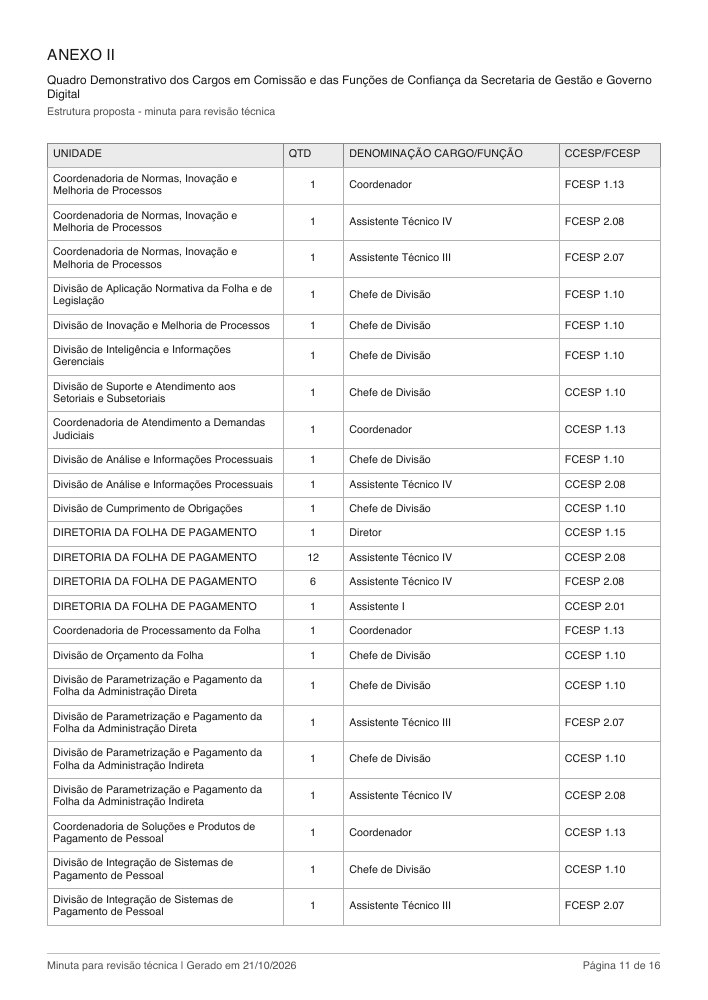 ANEXO II
Quadro Demonstrativo dos Cargos em Comissão e das Funções de Confiança da Secretaria de Gestão e Governo
Digital
Estrutura proposta - minuta para revisão técnica
UNIDADE QTD DENOMINAÇÃO CARGO/FUNÇÃO CCESP/FCESP
Coordenadoria de Normas, Inovação e
Melhoria de Processos
1 Coordenador FCESP 1.13
Coordenadoria de Normas, Inovação e
Melhoria de Processos
1 Assistente Técnico IV FCESP 2.08
Coordenadoria de Normas, Inovação e
Melhoria de Processos
1 Assistente Técnico III FCESP 2.07
Divisão de Aplicação Normativa da Folha e de
Legislação
1 Chefe de Divisão FCESP 1.10
Divisão de Inovação e Melhoria de Processos 1 Chefe de Divisão FCESP 1.10
Divisão de Inteligência e Informações
Gerenciais
1 Chefe de Divisão FCESP 1.10
Divisão de Suporte e Atendimento aos
Setoriais e Subsetoriais
1 Chefe de Divisão CCESP 1.10
Coordenadoria de Atendimento a Demandas
Judiciais
1 Coordenador CCESP 1.13
Divisão de Análise e Informações Processuais 1 Chefe de Divisão FCESP 1.10
Divisão de Análise e Informações Processuais 1 Assistente Técnico IV CCESP 2.08
Divisão de Cumprimento de Obrigações 1 Chefe de Divisão CCESP 1.10
DIRETORIA DA FOLHA DE PAGAMENTO 1 Diretor CCESP 1.15
DIRETORIA DA FOLHA DE PAGAMENTO 12 Assistente Técnico IV CCESP 2.08
DIRETORIA DA FOLHA DE PAGAMENTO 6 Assistente Técnico IV FCESP 2.08
DIRETORIA DA FOLHA DE PAGAMENTO 1 Assistente I CCESP 2.01
Coordenadoria de Processamento da Folha 1 Coordenador FCESP 1.13
Divisão de Orçamento da Folha 1 Chefe de Divisão CCESP 1.10
Divisão de Parametrização e Pagamento da
Folha da Administração Direta
1 Chefe de Divisão CCESP 1.10
Divisão de Parametrização e Pagamento da
Folha da Administração Direta
1 Assistente Técnico III FCESP 2.07
Divisão de Parametrização e Pagamento da
Folha da Administração Indireta
1 Chefe de Divisão CCESP 1.10
Divisão de Parametrização e Pagamento da
Folha da Administração Indireta
1 Assistente Técnico IV CCESP 2.08
Coordenadoria de Soluções e Produtos de
Pagamento de Pessoal
1 Coordenador CCESP 1.13
Divisão de Integração de Sistemas de
Pagamento de Pessoal
1 Chefe de Divisão CCESP 1.10
Divisão de Integração de Sistemas de
Pagamento de Pessoal
1 Assistente Técnico III FCESP 2.07
Minuta para revisão técnica | Gerado em 21/10/2026 Página 11 de 16